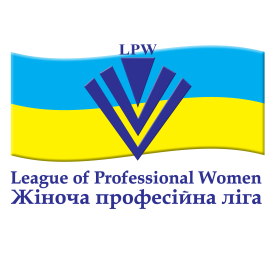 LPW
League of Professional Women
Жіноча професійна ліга